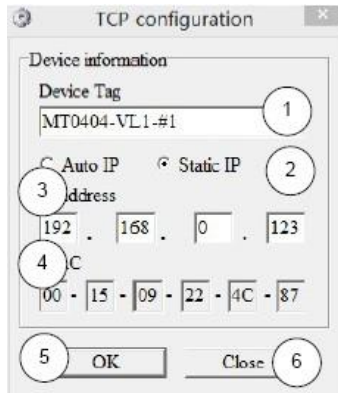 TCP configuration
Device information
Device Tag
MT0404-VL1-#1
1
Auto IP Static IP
2
3
ddress
192 . 168 . 0 . 123
4
C
00 - 15 - 09 - 22 - 4C - 87
5
OK
Close
6